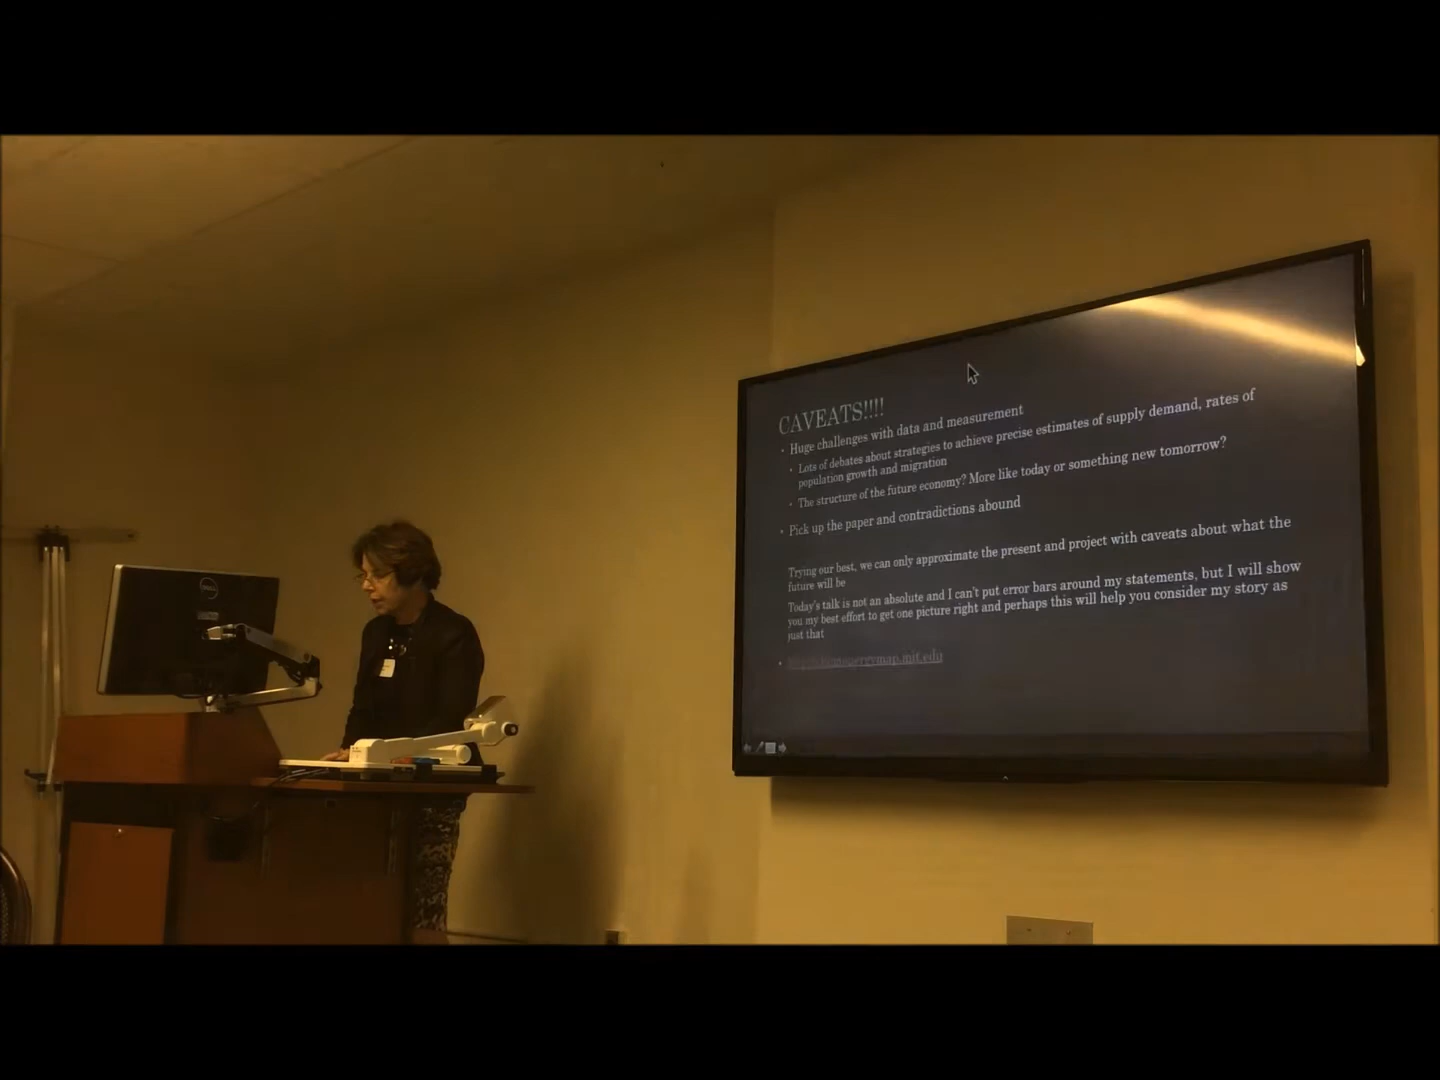 CAVEATS!!!!
• Huge challenges with data and measurement
• Lots of debates about strategies to achieve precise estimates of supply demand, rates of
population growth and migration
• The structure of the future economy? More like today or something new tomorrow?
• Pick up the paper and contradictions abound
Trying our best, we can only approximate the present and project with caveats about what the
future will be
Today's talk is not an absolute and I can't put error bars around my statements, but I will show
you my best effort to get one picture right and perhaps this will help you consider my story as
just that
DELL